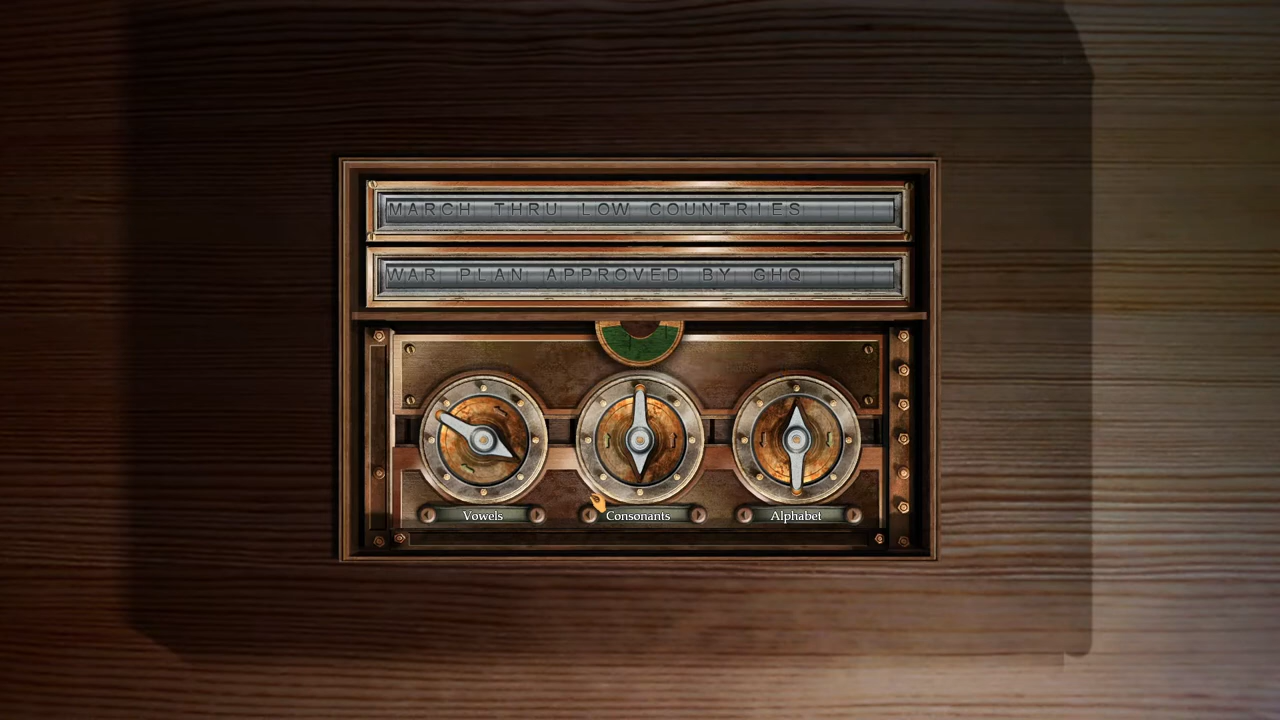 MARCH THRU LOW COUNTRIES
WAR PLAN APPROVED BY GHQ
Vowels Consonants Alphabet